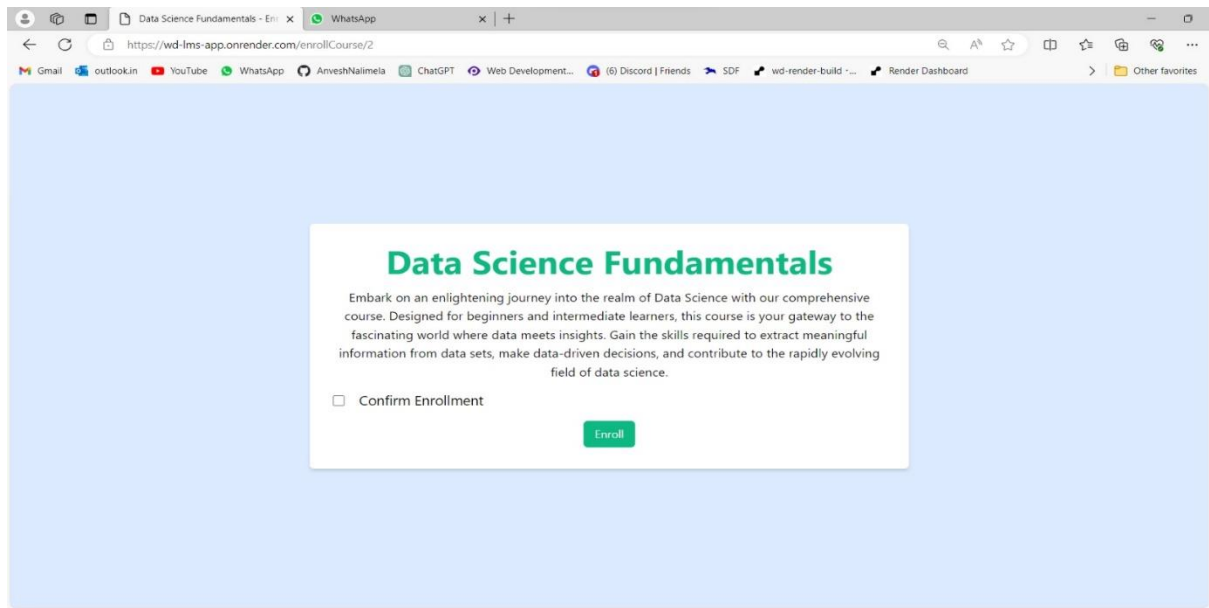 Data Science Fundamentals - En
WhatsApp
https://wd-lms-app.onrender.com/enrollCourse/2
Gmail outlook.in YouTube WhatsApp AnveshNalimela ChatGPT Web Development... (6) Discord | Friends SDF wd-render-build -... Render Dashboard Other favorites
Data Science Fundamentals
Embark on an enlightening journey into the realm of Data Science with our comprehensive
course. Designed for beginners and intermediate learners, this course is your gateway to the
fascinating world where data meets insights. Gain the skills required to extract meaningful
information from data sets, make data-driven decisions, and contribute to the rapidly evolving
field of data science.
Confirm Enrollment
Enroll